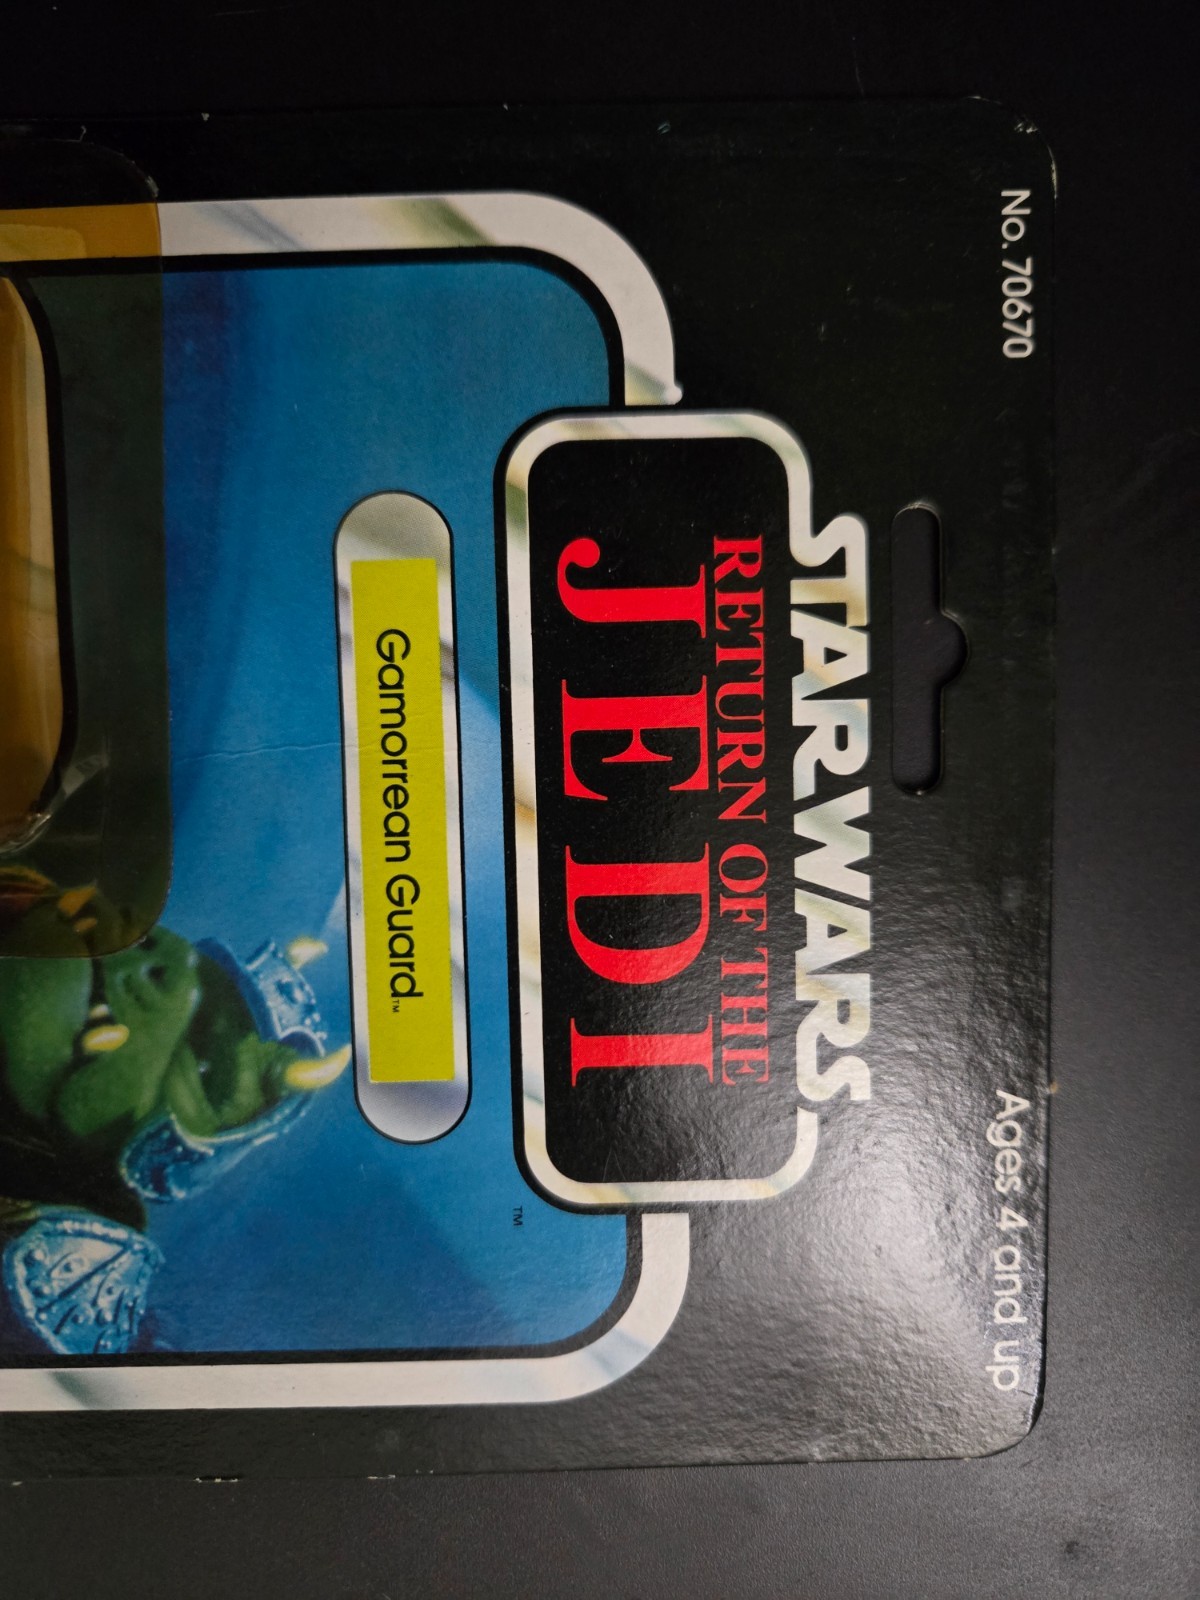 No. 70670
Ages 4 and up
STAR WARS
RETURN OF THE
JEDI
TM
Gamorrean Guard™